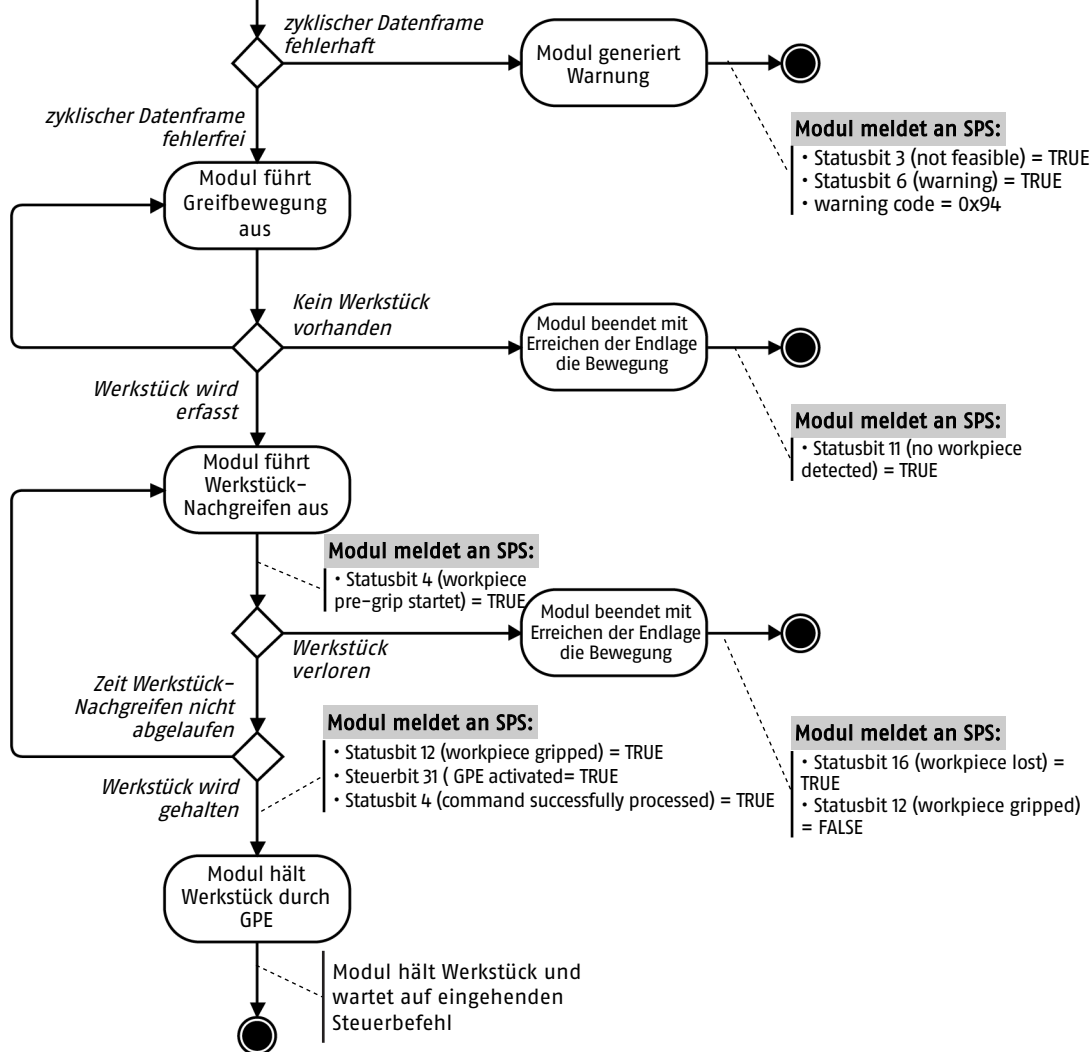 zyklischer Datenframe
fehlerhaft
Modul generiert
Warnung
zyklischer Datenframe
fehlerfrei
Modul meldet an SPS:
• Statusbit 3 (not feasible) = TRUE
• Statusbit 6 (warning) = TRUE
• warning code = 0x94
Modul führt
Greifbewegung
aus
Kein Werkstück
vorhanden
Modul beendet mit
Erreichen der Endlage
die Bewegung
Werkstück wird
erfasst
Modul meldet an SPS:
• Statusbit 11 (no workpiece
detected) = TRUE
Modul führt
Werkstück-
Nachgreifen aus
Modul meldet an SPS:
• Statusbit 4 (workpiece
pre-grip startet) = TRUE
Modul beendet mit
Erreichen der Endlage
die Bewegung
Werkstück
verloren
Zeit Werkstück-
Nachgreifen nicht
abgelaufen
Modul meldet an SPS:
• Statusbit 12 (workpiece gripped) = TRUE
• Steuerbit 31 ( GPE activated= TRUE
• Statusbit 4 (command successfully processed) = TRUE
Modul meldet an SPS:
• Statusbit 16 (workpiece lost) =
TRUE
• Statusbit 12 (workpiece gripped)
= FALSE
Werkstück wird
gehalten
Modul hält
Werkstück durch
GPE
Modul hält Werkstück und
wartet auf eingehenden
Steuerbefehl